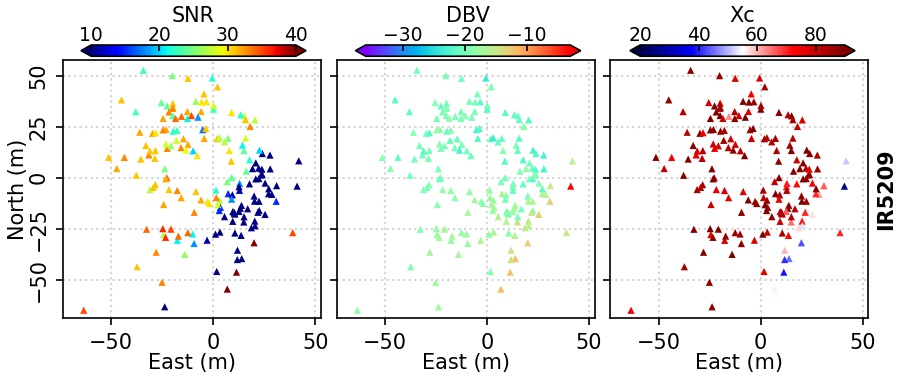 SNR DBV Xc
10 20 30 40 −30 −20 −10 20 40 60 80
50
25
0
−25
−50
North (m)
−50 0 50 −50 0 50 −50 0 50
East (m) East (m) East (m)
IR5209